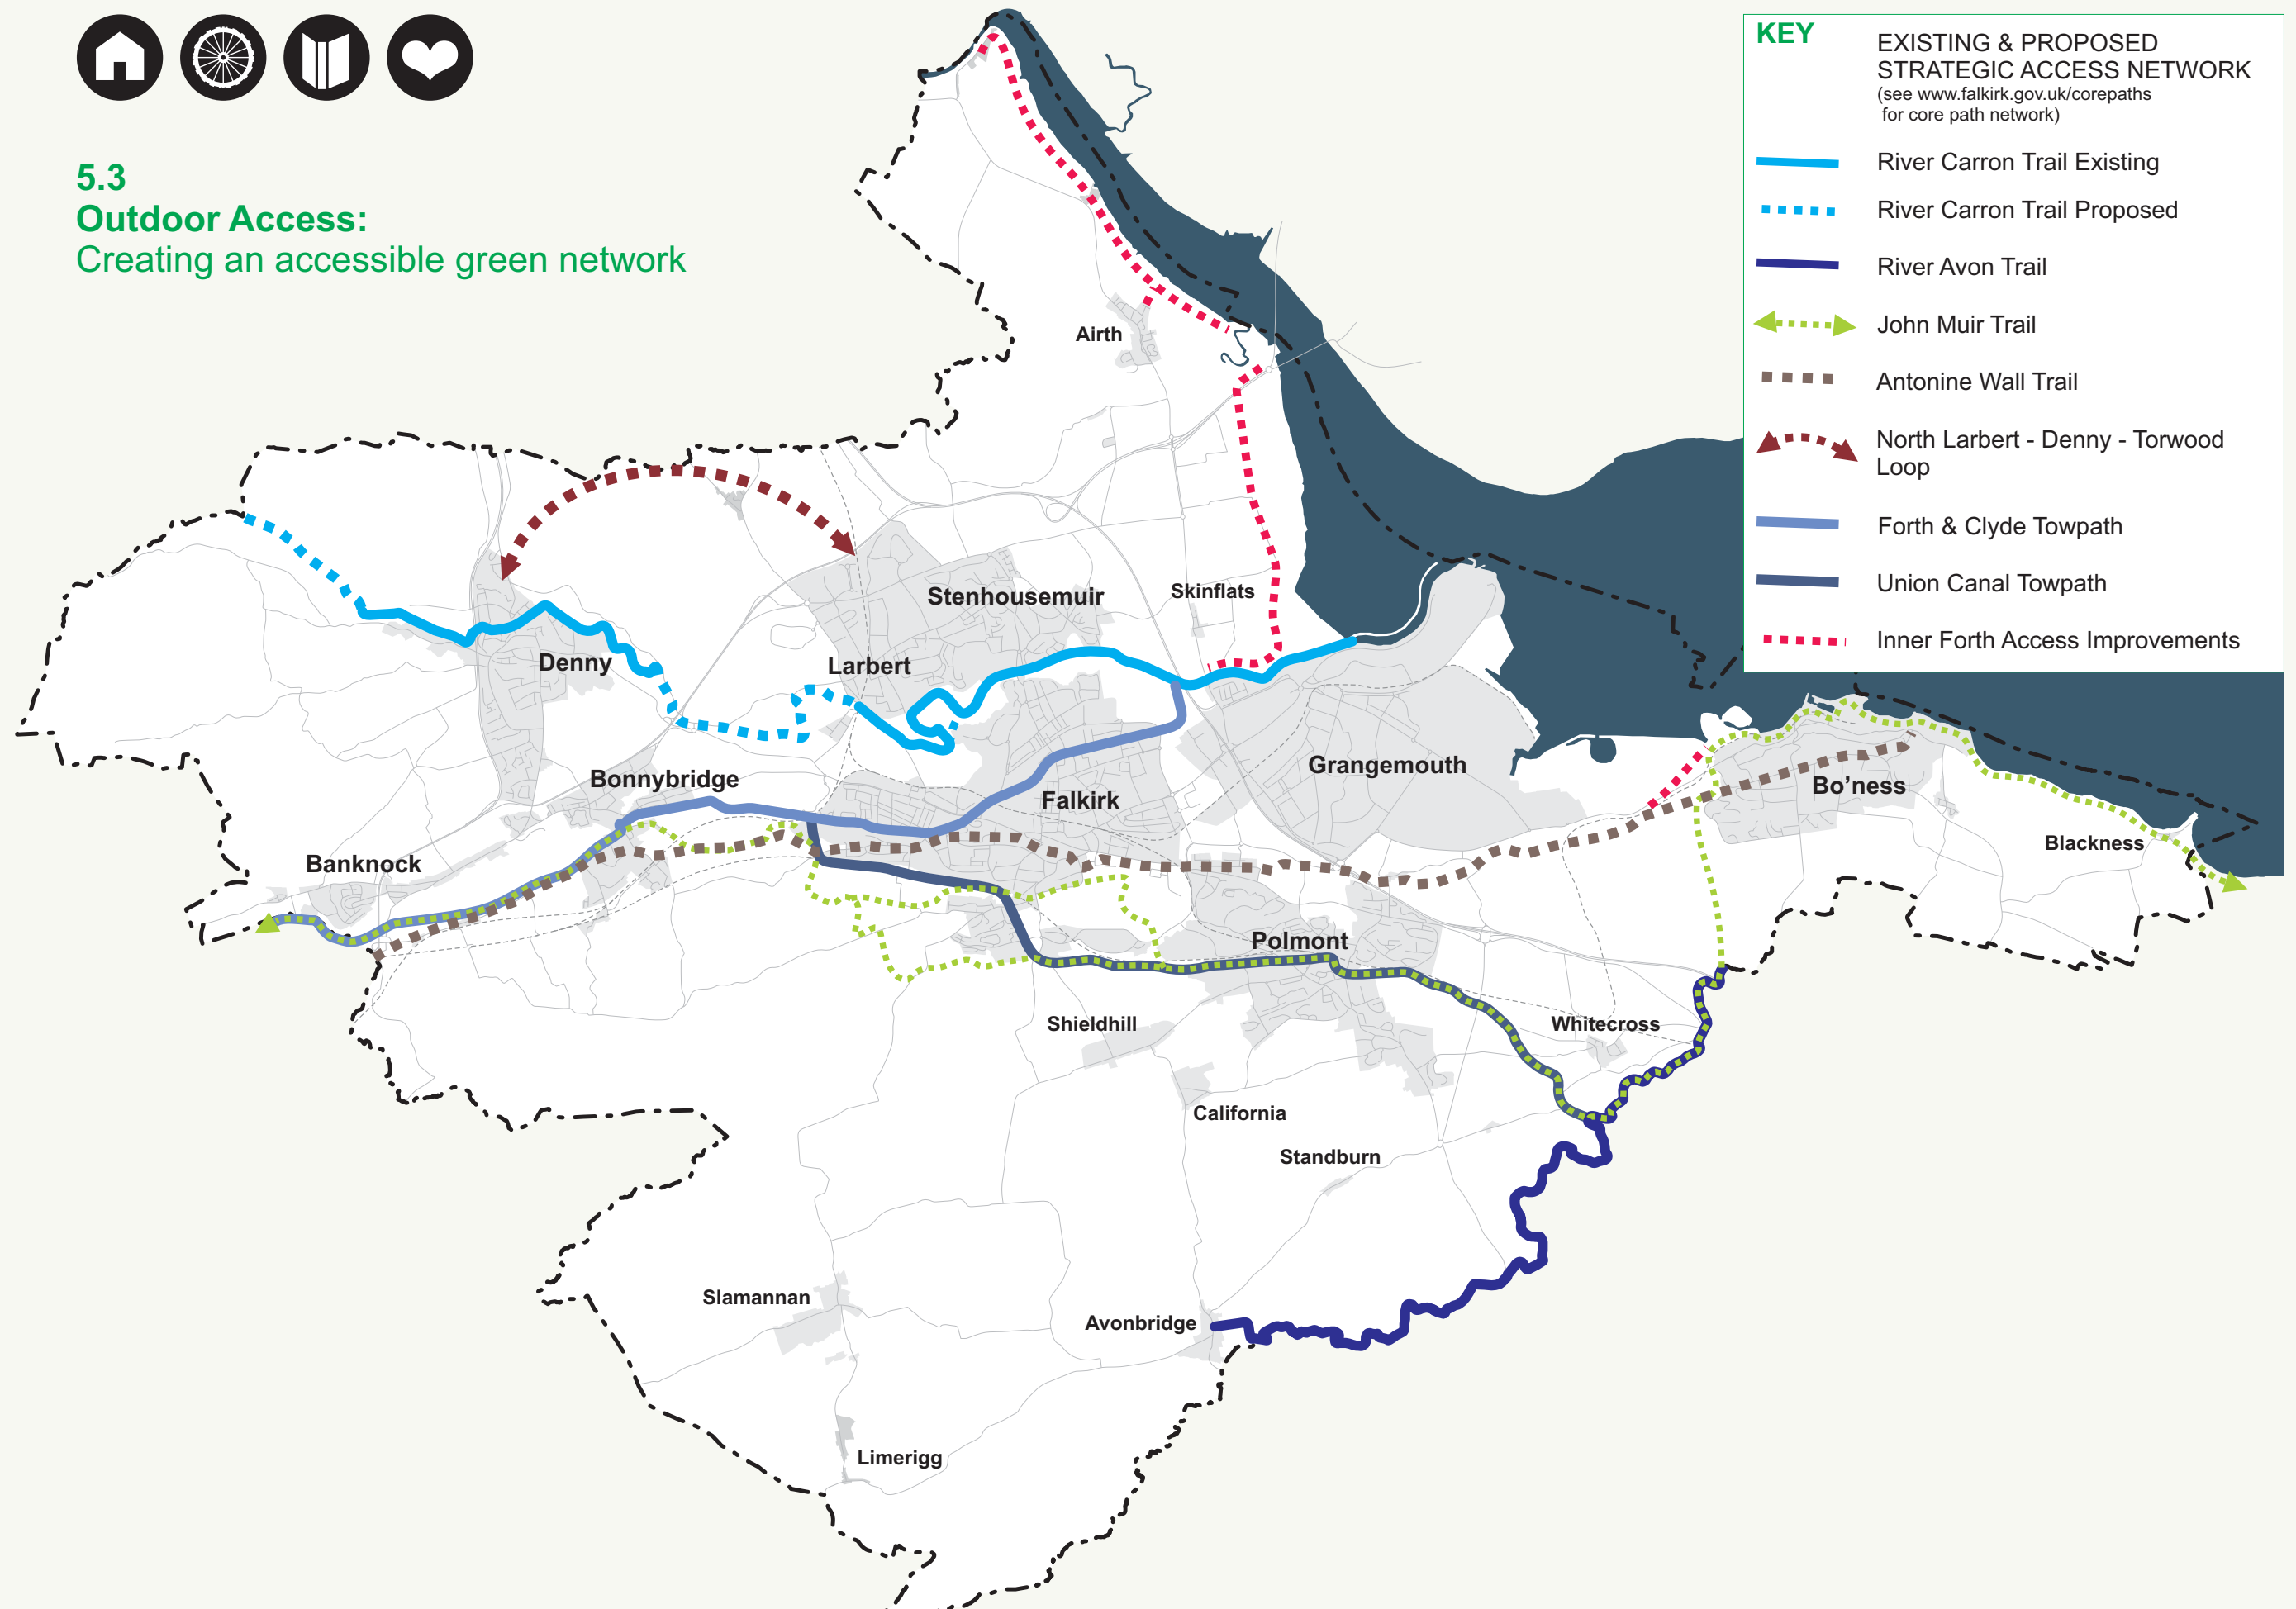 5.3
Outdoor Access:
Creating an accessible green network
KEY
EXISTING & PROPOSED
STRATEGIC ACCESS NETWORK
(see www.falkirk.gov.uk/corepaths
for core path network)
River Carron Trail Existing
River Carron Trail Proposed
River Avon Trail
John Muir Trail
Antonine Wall Trail
North Larbert - Denny - Torwood
Loop
Forth & Clyde Towpath
Union Canal Towpath
Inner Forth Access Improvements
Airth
Skinflats
Stenhousemuir
Denny
Larbert
Bonnybridge
Grangemouth
Bo’ness
Falkirk
Blackness
Banknock
Polmont
Shieldhill
Whitecross
California
Standburn
Slamannan
Avonbridge
Limerigg